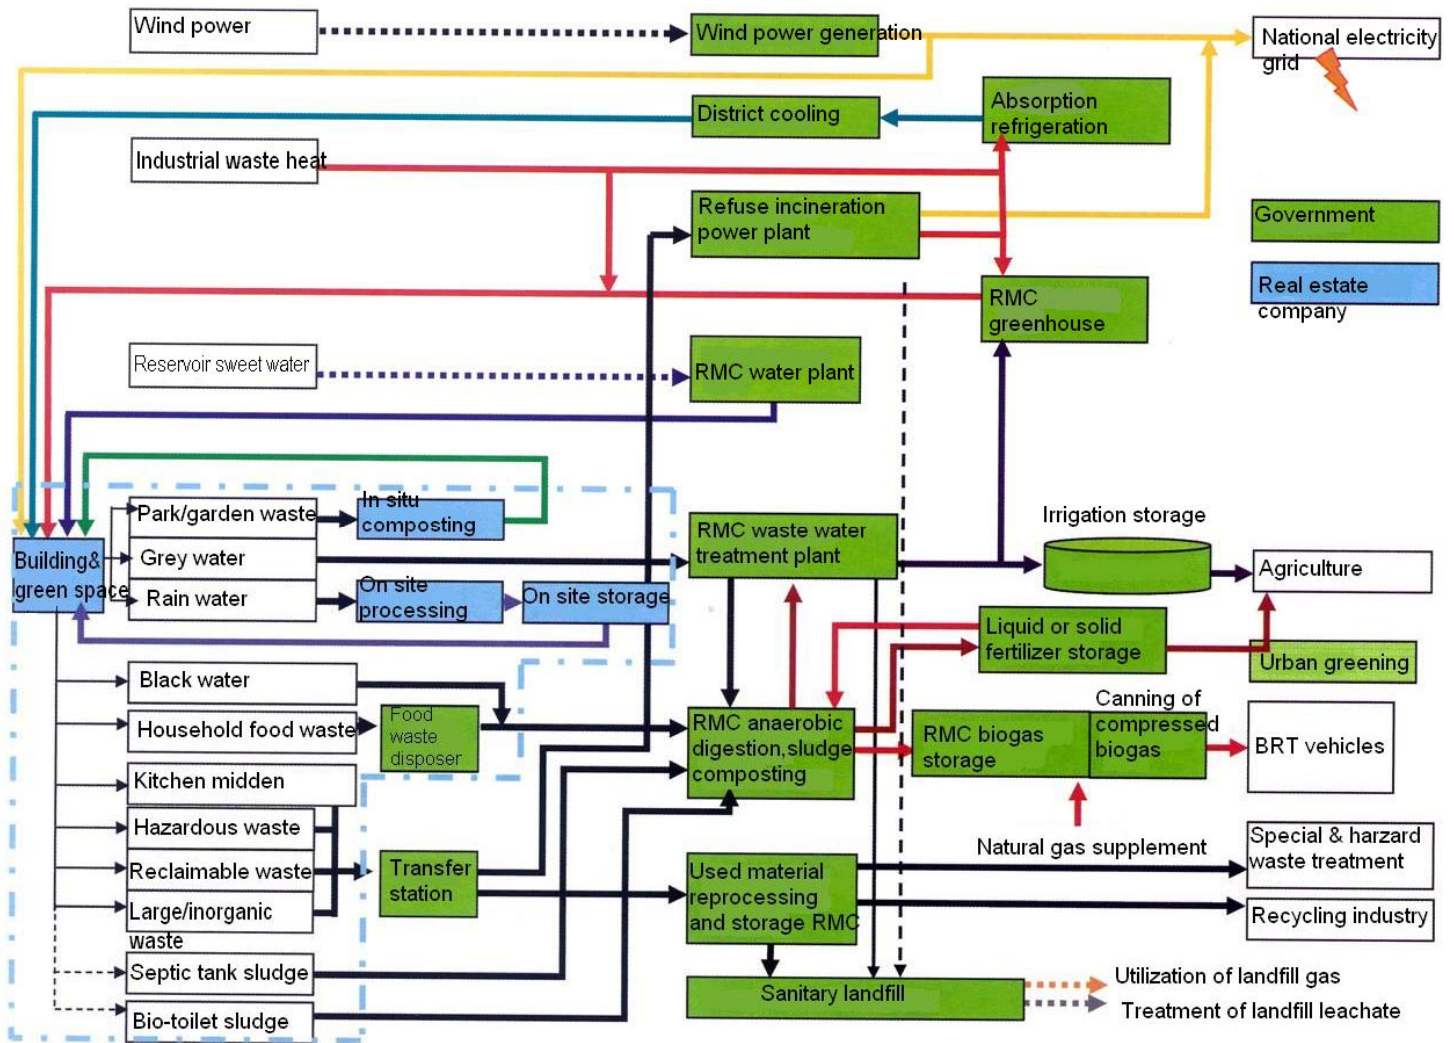 Wind power
Wind power generation
National electricity
grid
District cooling
Absorption
refrigeration
Industrial waste heat
Refuse incineration
power plant
Government
Real estate
company
RMC
greenhouse
Reservoir sweet water
RMC water plant
Park/garden waste
In situ
composting
Building&
green space
Grey water
RMC waste water
treatment plant
Irrigation storage
Agriculture
Rain water
On site
processing
On site storage
Liquid or solid
fertilizer storage
Urban greening
Black water
Household food waste
Food
waste
disposer
RMC anaerobic
digestion,sludge
composting
RMC biogas
storage
Canning of
compressed
biogas
BRT vehicles
Kitchen midden
Hazardous waste
Reclaimable waste
Large/inorganic
waste
Transfer
station
Used material
reprocessing
and storage RMC
Natural gas supplement
Special & harzard
waste treatment
Recycling industry
Septic tank sludge
Bio-toilet sludge
Sanitary landfill
Utilization of landfill gas
Treatment of landfill leachate